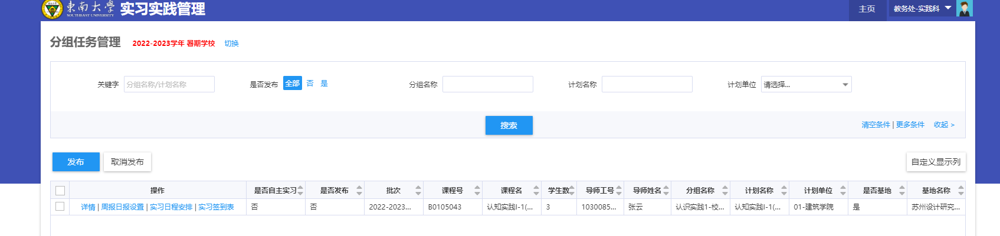 東南大學 SOUTHEAST UNIVERSITY 实习实践管理 主页 教务处-实践科
分组任务管理 2022-2023学年 暑期学校 切换
关键字 分组名称/计划名称 是否发布 全部 否 是 分组名称 计划名称 计划单位 请选择...
搜索 清空条件 | 更多条件 收起 >
发布 取消发布 自定义显示列
操作 是否自主实习 是否发布 批次 课程号 课程名 学生数 导师工号 导师姓名 分组名称 计划名称 计划单位 是否基地 基地名称
详情 | 周报日报设置 | 实习日程安排 | 实习签到表 否 否 2022-2023... B0105043 认知实践I-1(... 3 1030085... 张云 认识实践1-校... 认知实践I-1(... 01-建筑学院 是 苏州设计研究...